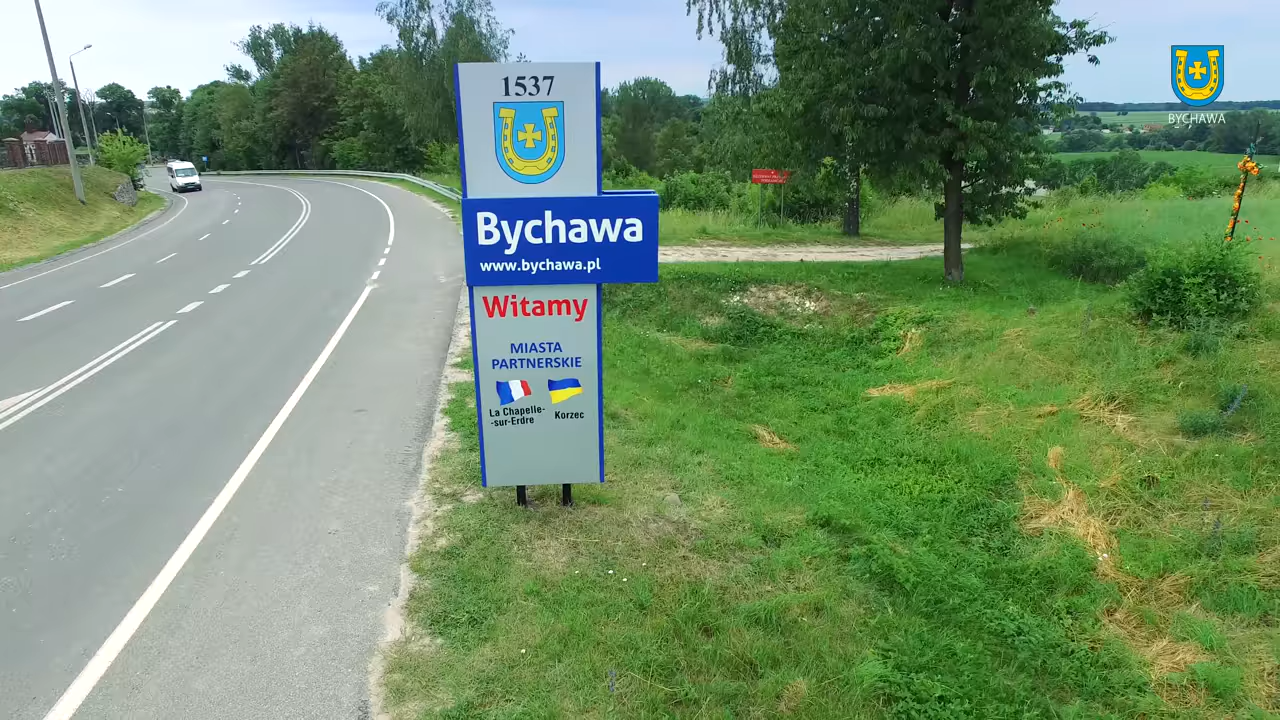 1537
Bychawa
www.bychawa.pl
Witamy
MIASTA
PARTNERSKIE
La Chapelle-
-sur-Erdre
Korzec
BYCHAWA